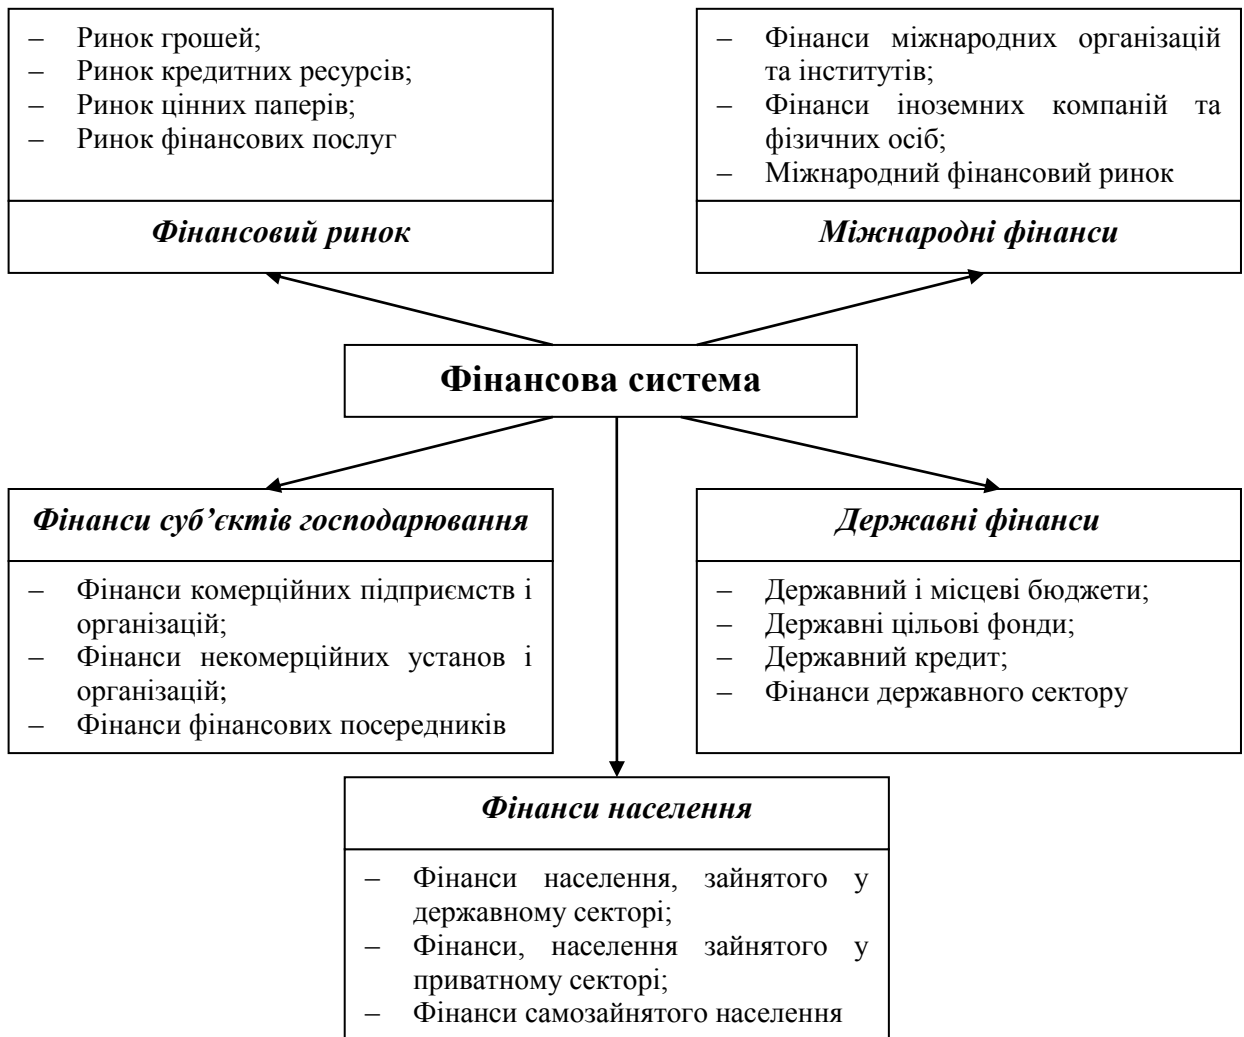 – Ринок грошей;
– Ринок кредитних ресурсів;
– Ринок цінних паперів;
– Ринок фінансових послуг
Фінансовий ринок
– Фінанси міжнародних організацій
та інститутів;
– Фінанси іноземних компаній та
фізичних осіб;
– Міжнародний фінансовий ринок
Міжнародні фінанси
Фінансова система
Фінанси суб’єктів господарювання
– Фінанси комерційних підприємств і
організацій;
– Фінанси некомерційних установ і
організацій;
– Фінанси фінансових посередників
Державні фінанси
– Державний і місцеві бюджети;
– Державні цільові фонди;
– Державний кредит;
– Фінанси державного сектору
Фінанси населення
– Фінанси населення, зайнятого у
державному секторі;
– Фінанси, населення зайнятого у
приватному секторі;
– Фінанси самозайнятого населення